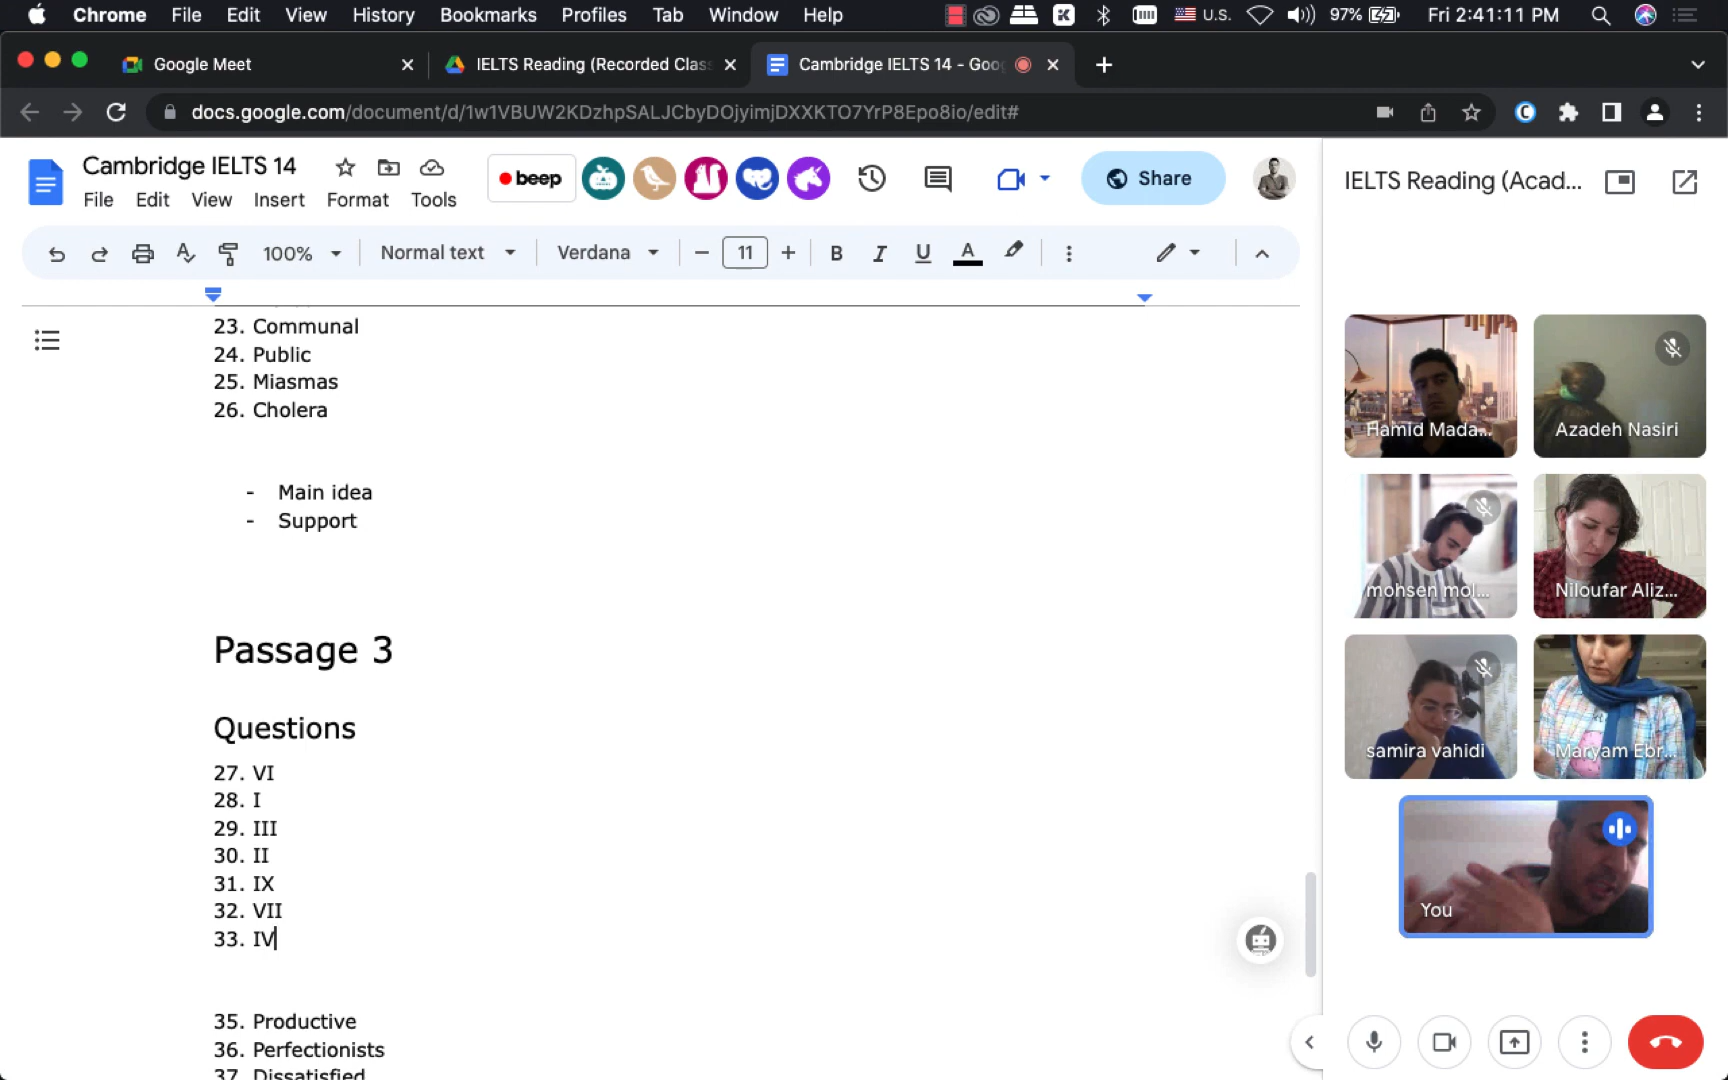 Chrome File Edit View History Bookmarks Profiles Tab Window Help U.S. 97% Fri 2:41:11 PM
Google Meet IELTS Reading (Recorded Clas Cambridge IELTS 14 - Goo
docs.google.com/document/d/1w1VBUW2KDzhpSALJCbyDOjyimjDXXKTO7YrP8Epo8io/edit#
Cambridge IELTS 14
File Edit View Insert Format Tools
beep
Share
IELTS Reading (Acad...
100% Normal text Verdana 11 B I U A
23. Communal
24. Public
25. Miasmas
26. Cholera
- Main idea
- Support
Passage 3
Questions
27. VI
28. I
29. III
30. II
31. IX
32. VII
33. IV
35. Productive
36. Perfectionists
37. Dissatisfied
Hamid Mada...
Azadeh Nasiri
mohsen mol...
Niloufar Aliz...
samira vahidi
Maryam Ebr...
You